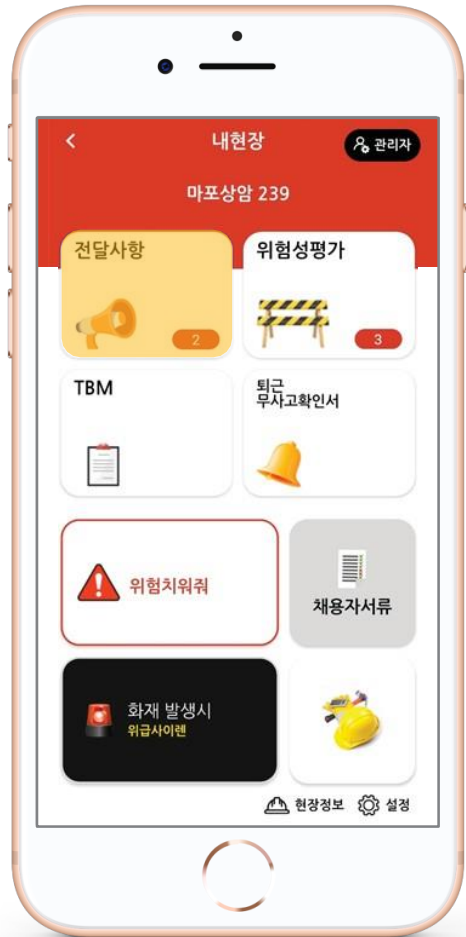 내현장
관리자
마포상암 239
전달사항
위험성평가
2
3
TBM
퇴근
무사고확인서
위험치워줘
채용자서류
화재 발생시
위급사이렌
현장정보
설정